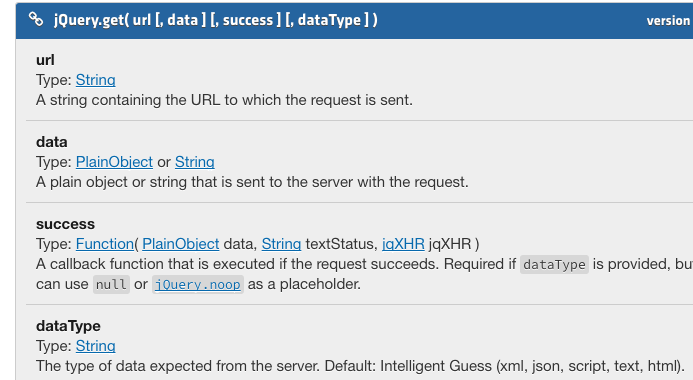 jQuery.get( url [, data ] [, success ] [, dataType ] ) version
url
Type: String
A string containing the URL to which the request is sent.
data
Type: PlainObject or String
A plain object or string that is sent to the server with the request.
success
Type: Function( PlainObject data, String textStatus, jqXHR jqXHR )
A callback function that is executed if the request succeeds. Required if dataType is provided, bu
can use null or jQuery.noop as a placeholder.
dataType
Type: String
The type of data expected from the server. Default: Intelligent Guess (xml, json, script, text, html).